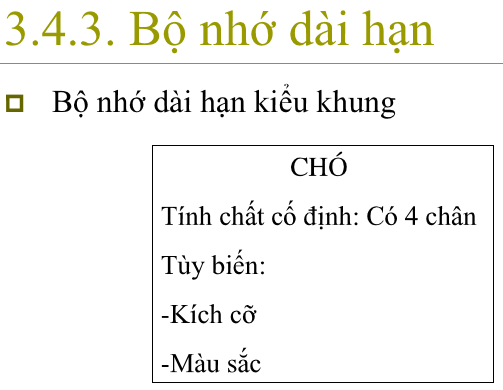 3.4.3. Bộ nhớ dài hạn
Bộ nhớ dài hạn kiểu khung
CHÓ
Tính chất cố định: Có 4 chân
Tùy biến:
-Kích cỡ
-Màu sắc